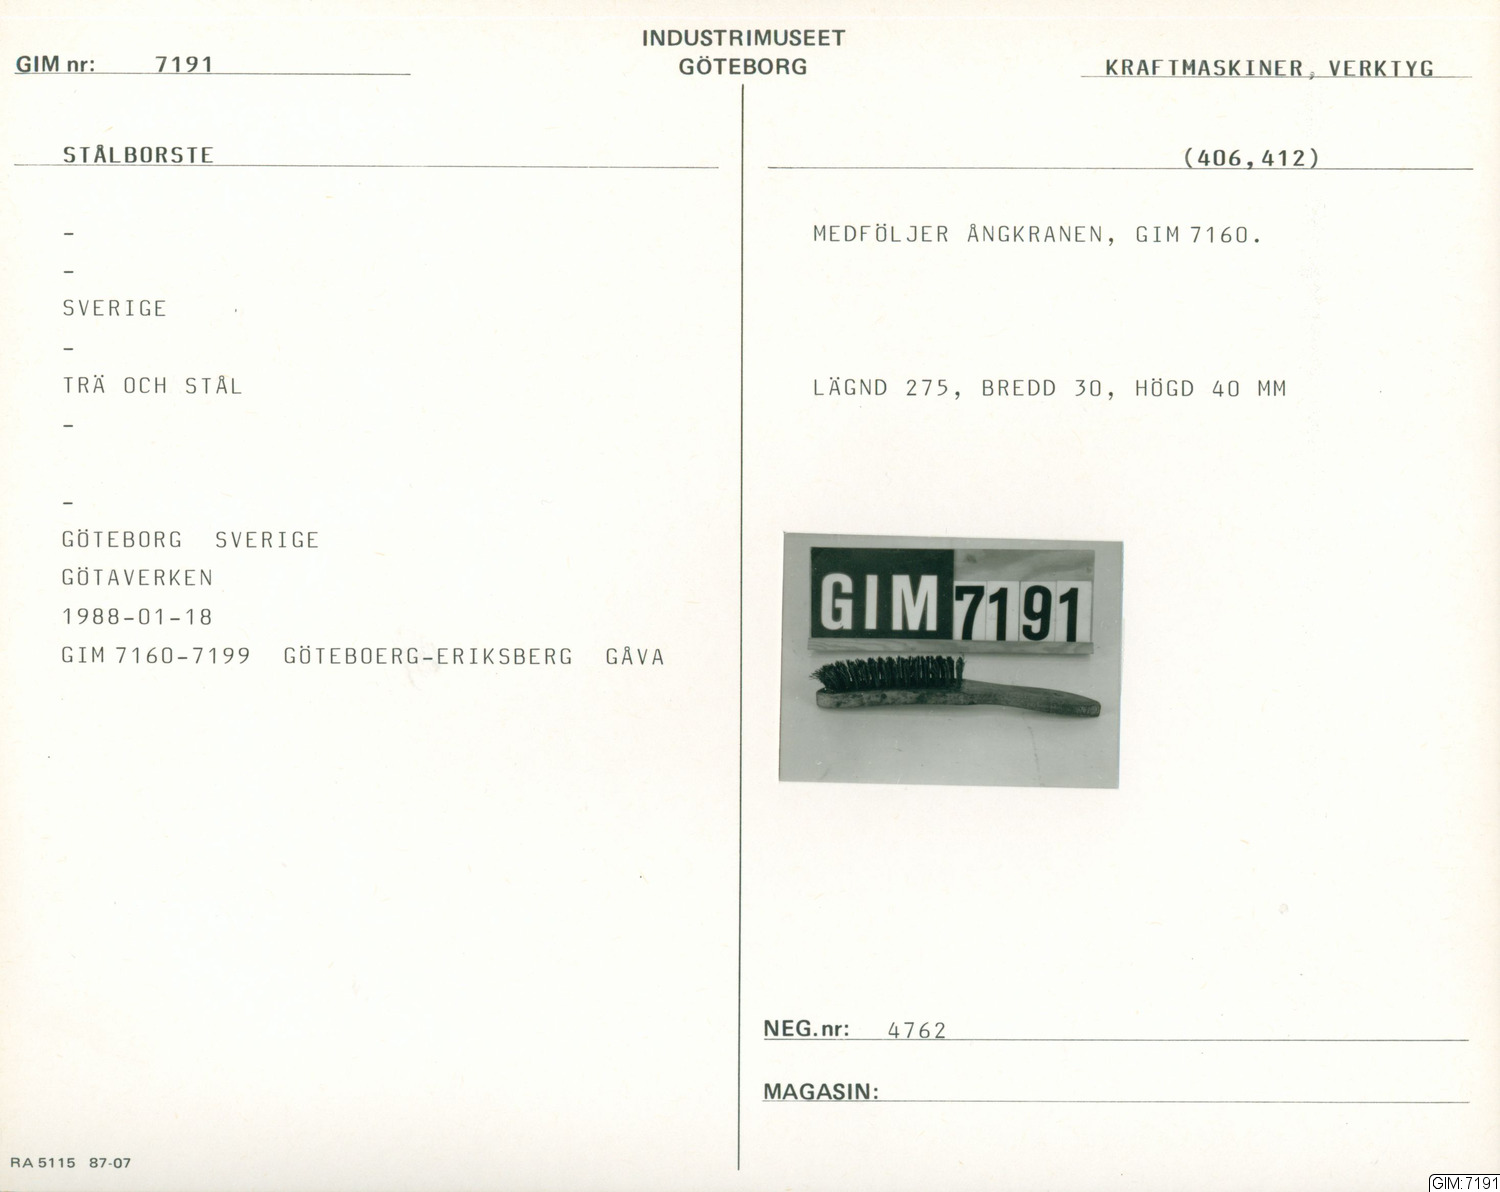 INDUSTRIMUSEET
GÖTEBORG
GIM nr: 7191
KRAFTMASKINER, VERKTYG
STÅLBORSTE
(406,412)
-
-
SVERIGE
-
TRÄ OCH STÅL
-
-
GÖTEBORG SVERIGE
GÖTAVERKEN
1988-01-18
GIM 7160-7199 GÖTEBOERG-ERIKSBERG GÅVA
MEDFÖLJER ÅNGKRANEN, GIM 7160.
LÄGND 275, BREDD 30, HÖGD 40 MM
GIM 7191
NEG.nr: 4762
MAGASIN:
RA 5115 87-07
GIM:7191